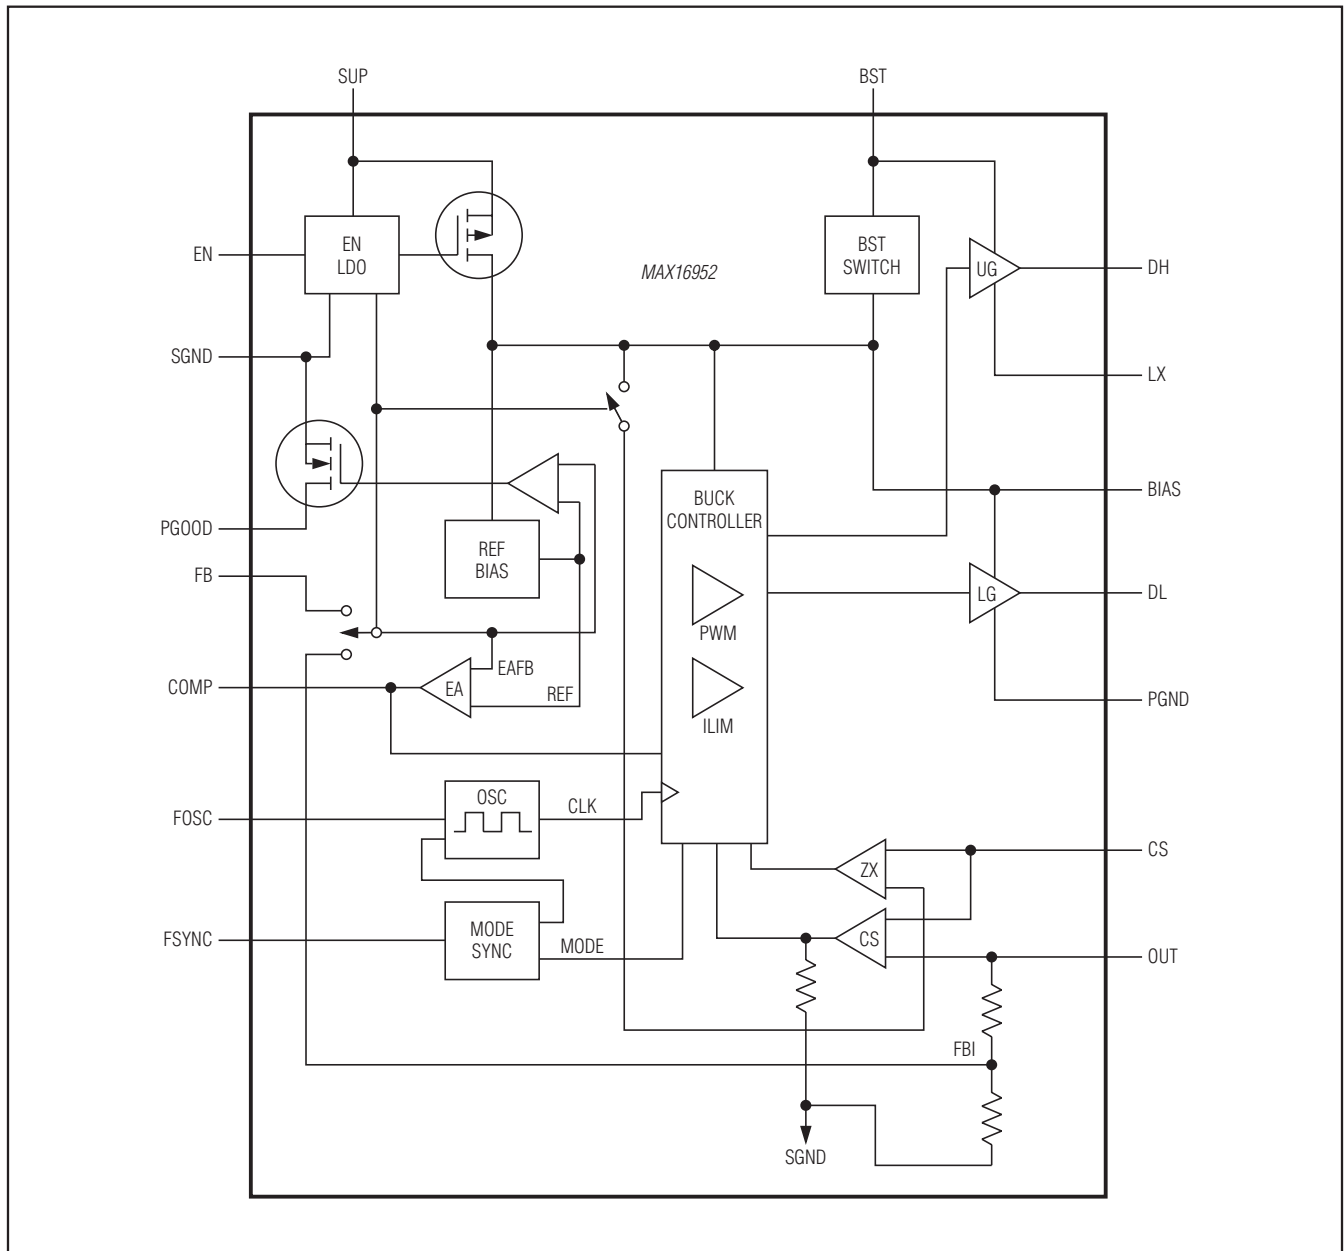 SUP
BST
EN
EN
LDO
MAX16952
BST
SWITCH
UG
DH
SGND
LX
BUCK
CONTROLLER
BIAS
PGOOD
REF
BIAS
FB
PWM
LG
DL
EAFB
COMP
EA
REF
ILIM
PGND
OSC
CLK
FOSC
CS
ZX
MODE
SYNC
FSYNC
MODE
CS
OUT
FBI
SGND